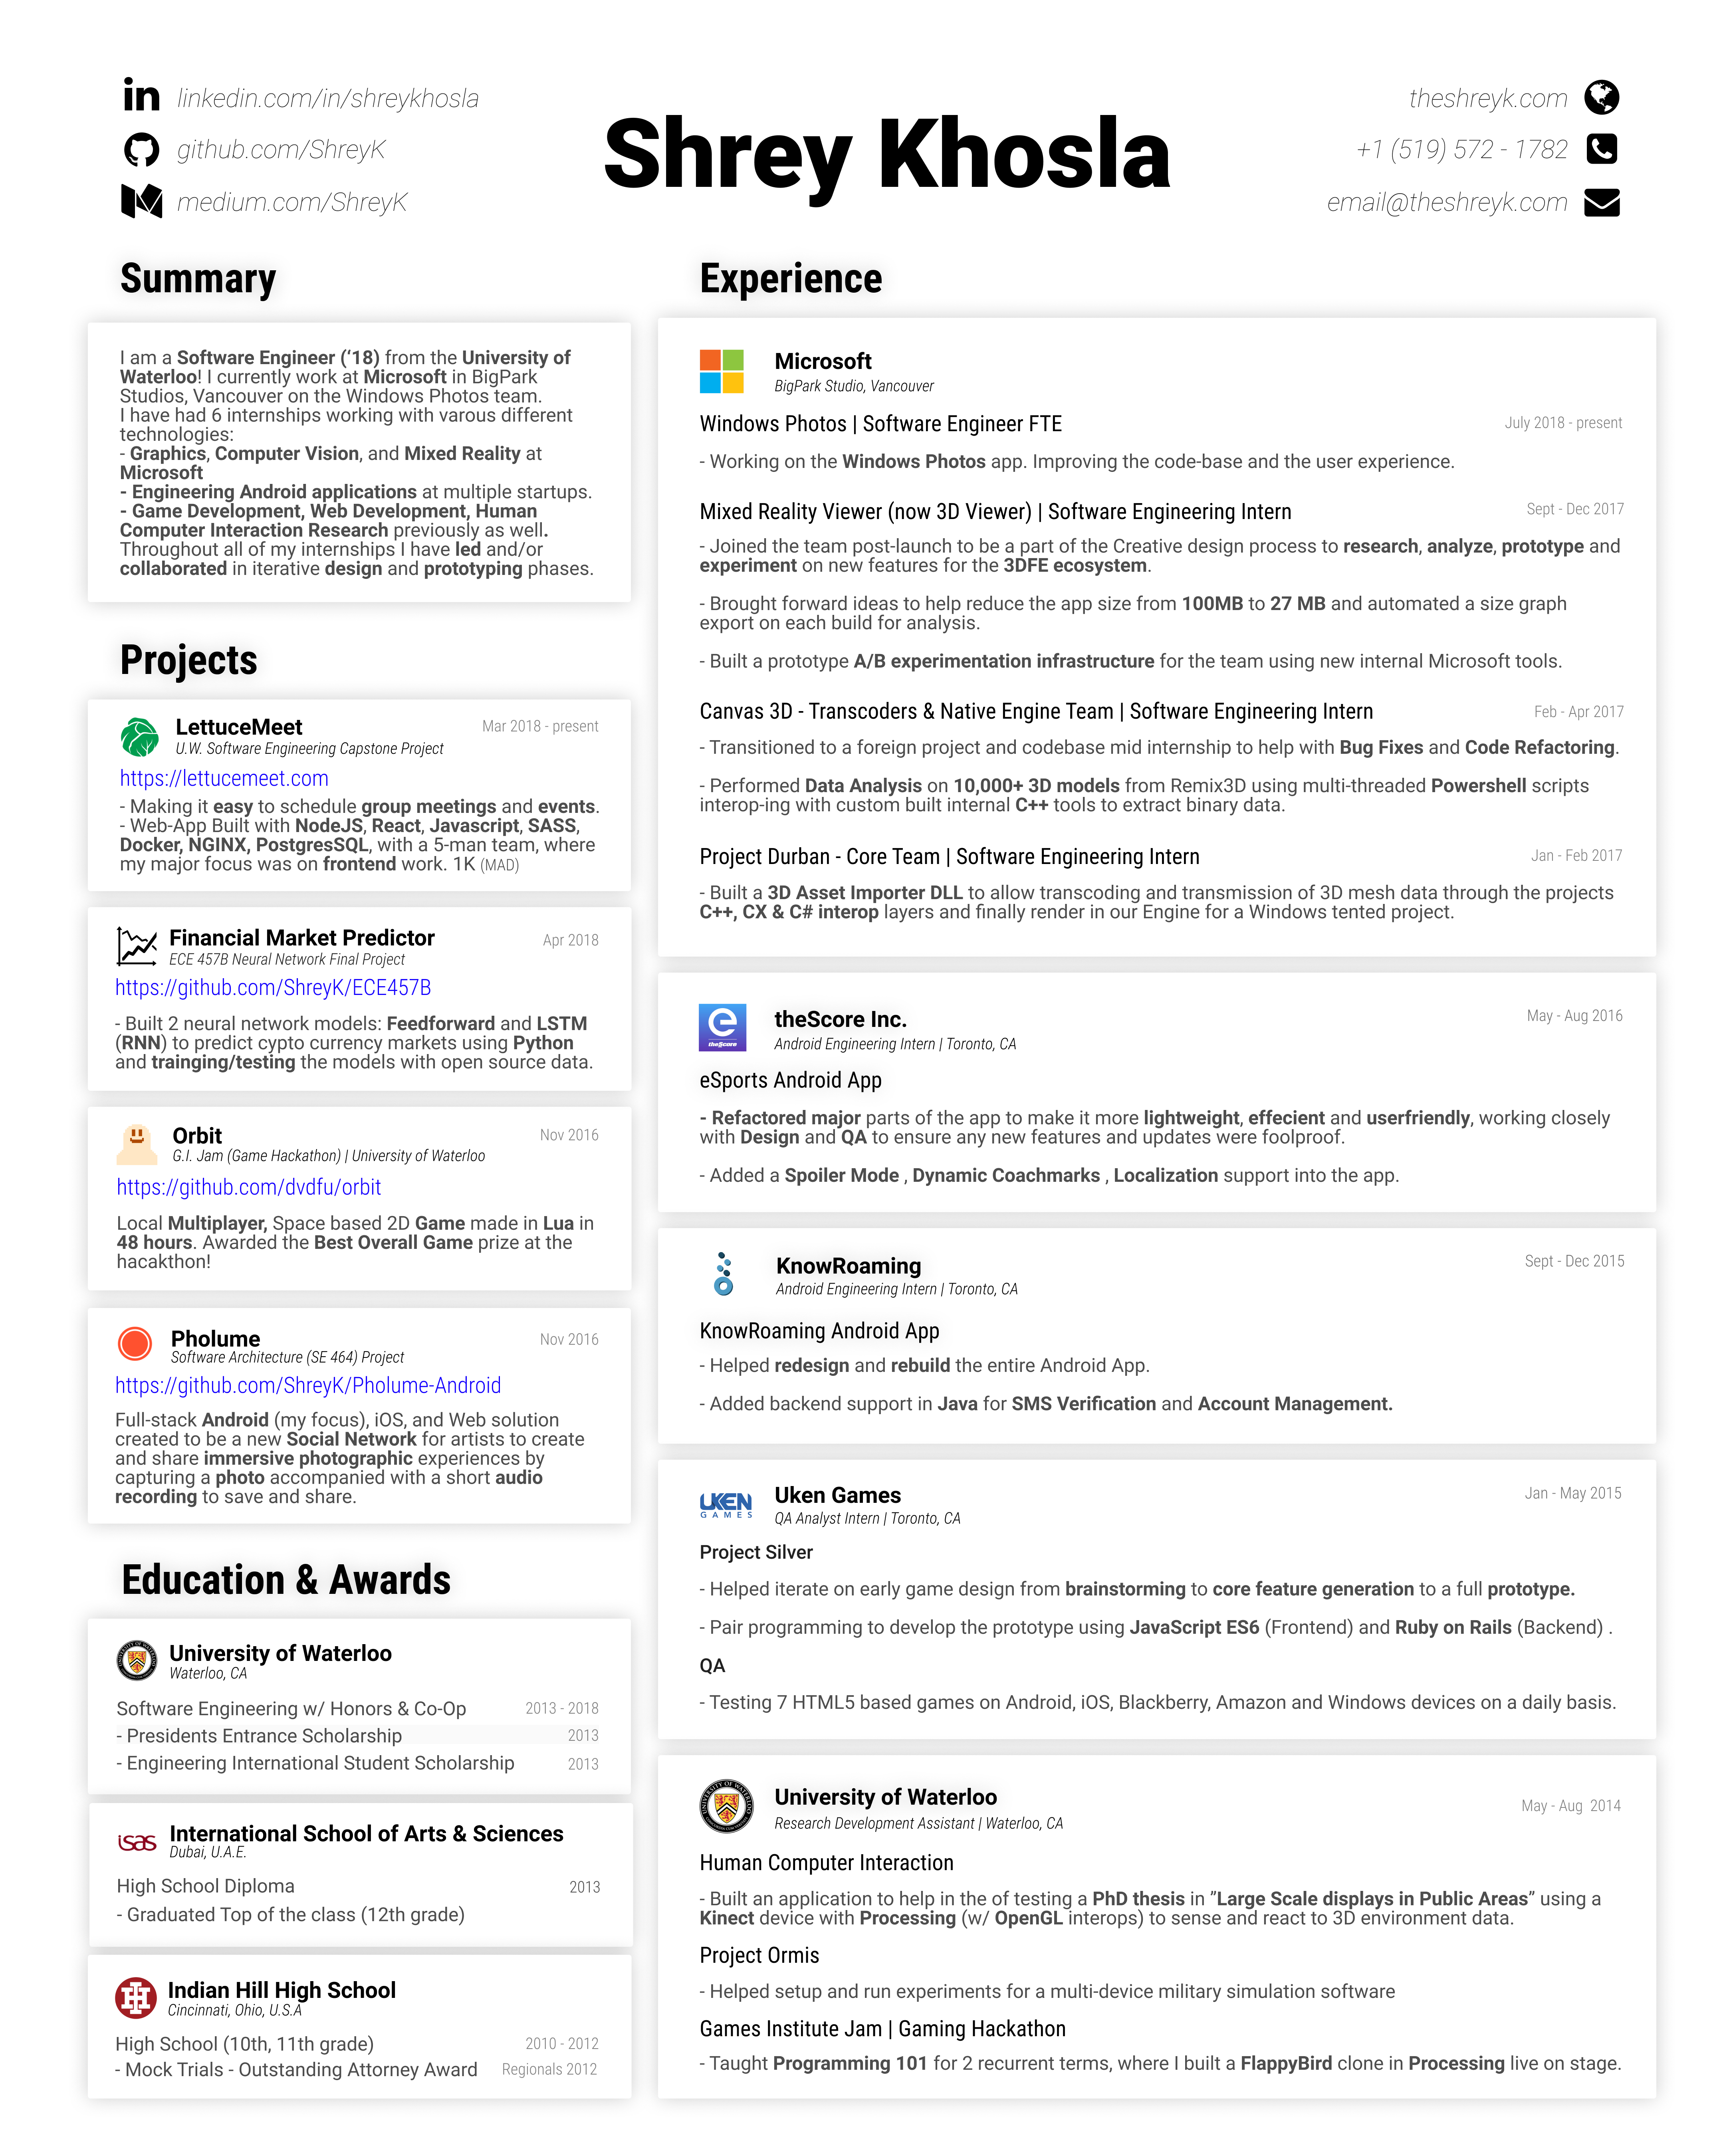 linkedin.com/in/shreykhosla
github.com/ShreyK
medium.com/ShreyK
Shrey Khosla
theshreyk.com
+1 (519) 572 - 1782
email@theshreyk.com
Summary
I am a Software Engineer (‘18) from the University of
Waterloo! I currently work at Microsoft in BigPark
Studios, Vancouver on the Windows Photos team.
I have had 6 internships working with varous different
technologies:
- Graphics, Computer Vision, and Mixed Reality at
Microsoft
- Engineering Android applications at multiple startups.
- Game Development, Web Development, Human
Computer Interaction Research previously as well.
Throughout all of my internships I have led and/or
collaborated in iterative design and prototyping phases.
Projects
LettuceMeet
Mar 2018 - present
U.W. Software Engineering Capstone Project
https://lettucemeet.com
- Making it easy to schedule group meetings and events.
- Web-App Built with NodeJS, React, Javascript, SASS,
Docker, NGINX, PostgresSQL, with a 5-man team, where
my major focus was on frontend work. 1K (MAD)
Financial Market Predictor
Apr 2018
ECE 457B Neural Network Final Project
https://github.com/ShreyK/ECE457B
- Built 2 neural network models: Feedforward and LSTM
(RNN) to predict cypto currency markets using Python
and trainging/testing the models with open source data.
Orbit
Nov 2016
G.I. Jam (Game Hackathon) | University of Waterloo
https://github.com/dvdfu/orbit
Local Multiplayer, Space based 2D Game made in Lua in
48 hours. Awarded the Best Overall Game prize at the
hacakthon!
Pholume
Nov 2016
Software Architecture (SE 464) Project
https://github.com/ShreyK/Pholume-Android
Full-stack Android (my focus), iOS, and Web solution
created to be a new Social Network for artists to create
and share immersive photographic experiences by
capturing a photo accompanied with a short audio
recording to save and share.
Education & Awards
University of Waterloo
Waterloo, CA
Software Engineering w/ Honors & Co-Op 2013 - 2018
- Presidents Entrance Scholarship 2013
- Engineering International Student Scholarship 2013
isas
International School of Arts & Sciences
Dubai, U.A.E.
High School Diploma 2013
- Graduated Top of the class (12th grade)
Indian Hill High School
Cincinnati, Ohio, U.S.A
High School (10th, 11th grade) 2010 - 2012
- Mock Trials - Outstanding Attorney Award Regionals 2012
Experience
Microsoft
BigPark Studio, Vancouver
Windows Photos | Software Engineer FTE July 2018 - present
- Working on the Windows Photos app. Improving the code-base and the user experience.
Mixed Reality Viewer (now 3D Viewer) | Software Engineering Intern Sept - Dec 2017
- Joined the team post-launch to be a part of the Creative design process to research, analyze, prototype and
experiment on new features for the 3DFE ecosystem.
- Brought forward ideas to help reduce the app size from 100MB to 27 MB and automated a size graph
export on each build for analysis.
- Built a prototype A/B experimentation infrastructure for the team using new internal Microsoft tools.
Canvas 3D - Transcoders & Native Engine Team | Software Engineering Intern Feb - Apr 2017
- Transitioned to a foreign project and codebase mid internship to help with Bug Fixes and Code Refactoring.
- Performed Data Analysis on 10,000+ 3D models from Remix3D using multi-threaded Powershell scripts
interop-ing with custom built internal C++ tools to extract binary data.
Project Durban - Core Team | Software Engineering Intern Jan - Feb 2017
- Built a 3D Asset Importer DLL to allow transcoding and transmission of 3D mesh data through the projects
C++, CX & C# interop layers and finally render in our Engine for a Windows tented project.
theScore
theScore Inc. May - Aug 2016
Android Engineering Intern | Toronto, CA
eSports Android App
- Refactored major parts of the app to make it more lightweight, effecient and userfriendly, working closely
with Design and QA to ensure any new features and updates were foolproof.
- Added a Spoiler Mode , Dynamic Coachmarks , Localization support into the app.
KnowRoaming Sept - Dec 2015
Android Engineering Intern | Toronto, CA
KnowRoaming Android App
- Helped redesign and rebuild the entire Android App.
- Added backend support in Java for SMS Verification and Account Management.
UKEN
GAMES
Uken Games Jan - May 2015
QA Analyst Intern | Toronto, CA
Project Silver
- Helped iterate on early game design from brainstorming to core feature generation to a full prototype.
- Pair programming to develop the prototype using JavaScript ES6 (Frontend) and Ruby on Rails (Backend) .
QA
- Testing 7 HTML5 based games on Android, iOS, Blackberry, Amazon and Windows devices on a daily basis.
University of Waterloo May - Aug 2014
Research Development Assistant | Waterloo, CA
Human Computer Interaction
- Built an application to help in the of testing a PhD thesis in ”Large Scale displays in Public Areas” using a
Kinect device with Processing (w/ OpenGL interops) to sense and react to 3D environment data.
Project Ormis
- Helped setup and run experiments for a multi-device military simulation software
Games Institute Jam | Gaming Hackathon
- Taught Programming 101 for 2 recurrent terms, where I built a FlappyBird clone in Processing live on stage.